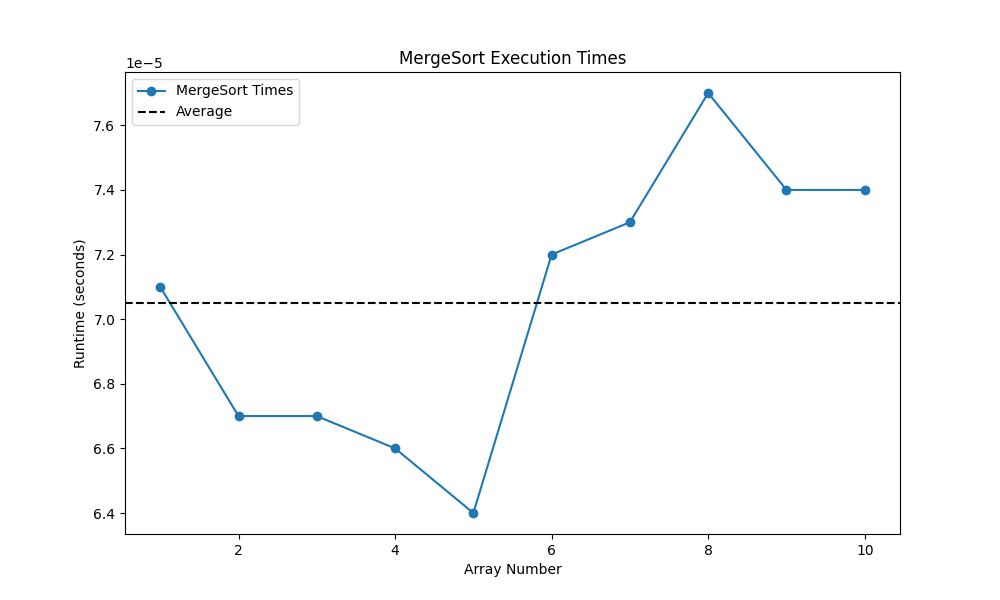 MergeSort Execution Times
1e−5
MergeSort Times
Average
7.6
7.4
7.2
7.0
6.8
6.6
6.4
Runtime (seconds)
2 4 6 8 10
Array Number